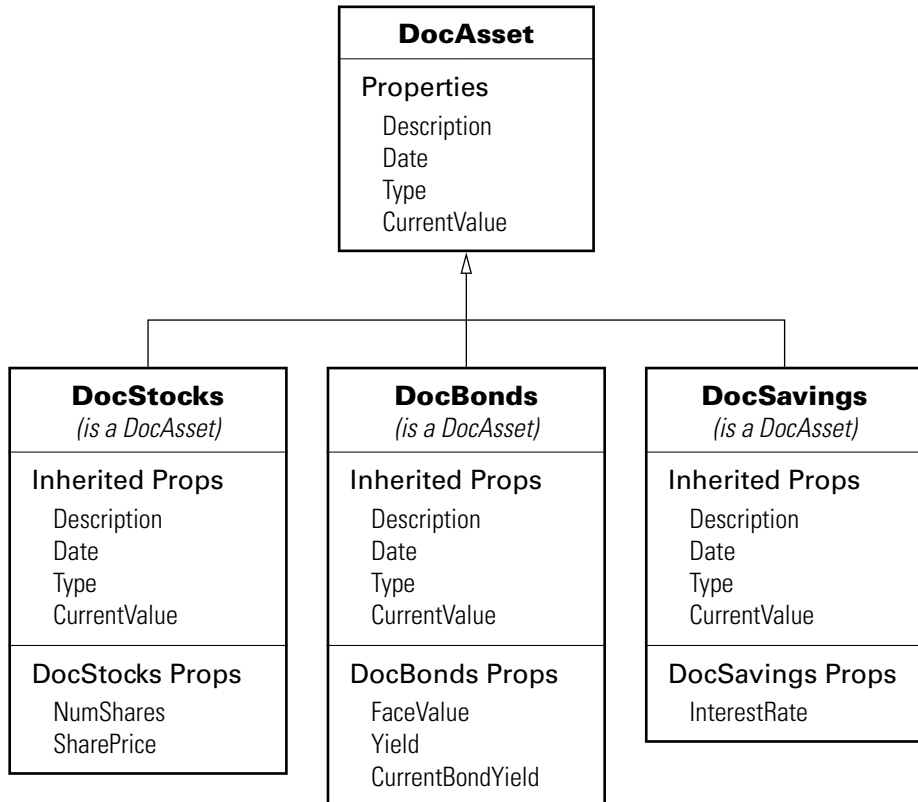 DocAsset
Properties
Description
Date
Type
CurrentValue
DocStocks
(is a DocAsset)
Inherited Props
Description
Date
Type
CurrentValue
DocStocks Props
NumShares
SharePrice
DocBonds
(is a DocAsset)
Inherited Props
Description
Date
Type
CurrentValue
DocBonds Props
FaceValue
Yield
CurrentBondYield
DocSavings
(is a DocAsset)
Inherited Props
Description
Date
Type
CurrentValue
DocSavings Props
InterestRate